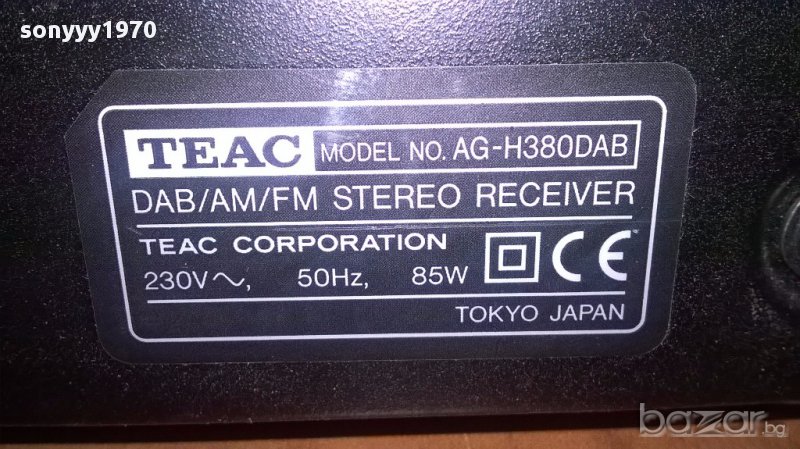 sonyyy1970
TEAC MODEL NO. AG-H380DAB
DAB/AM/FM STEREO RECEIVER
TEAC CORPORATION
230V~, 50Hz, 85W CE
TOKYO JAPAN
bazar.bg